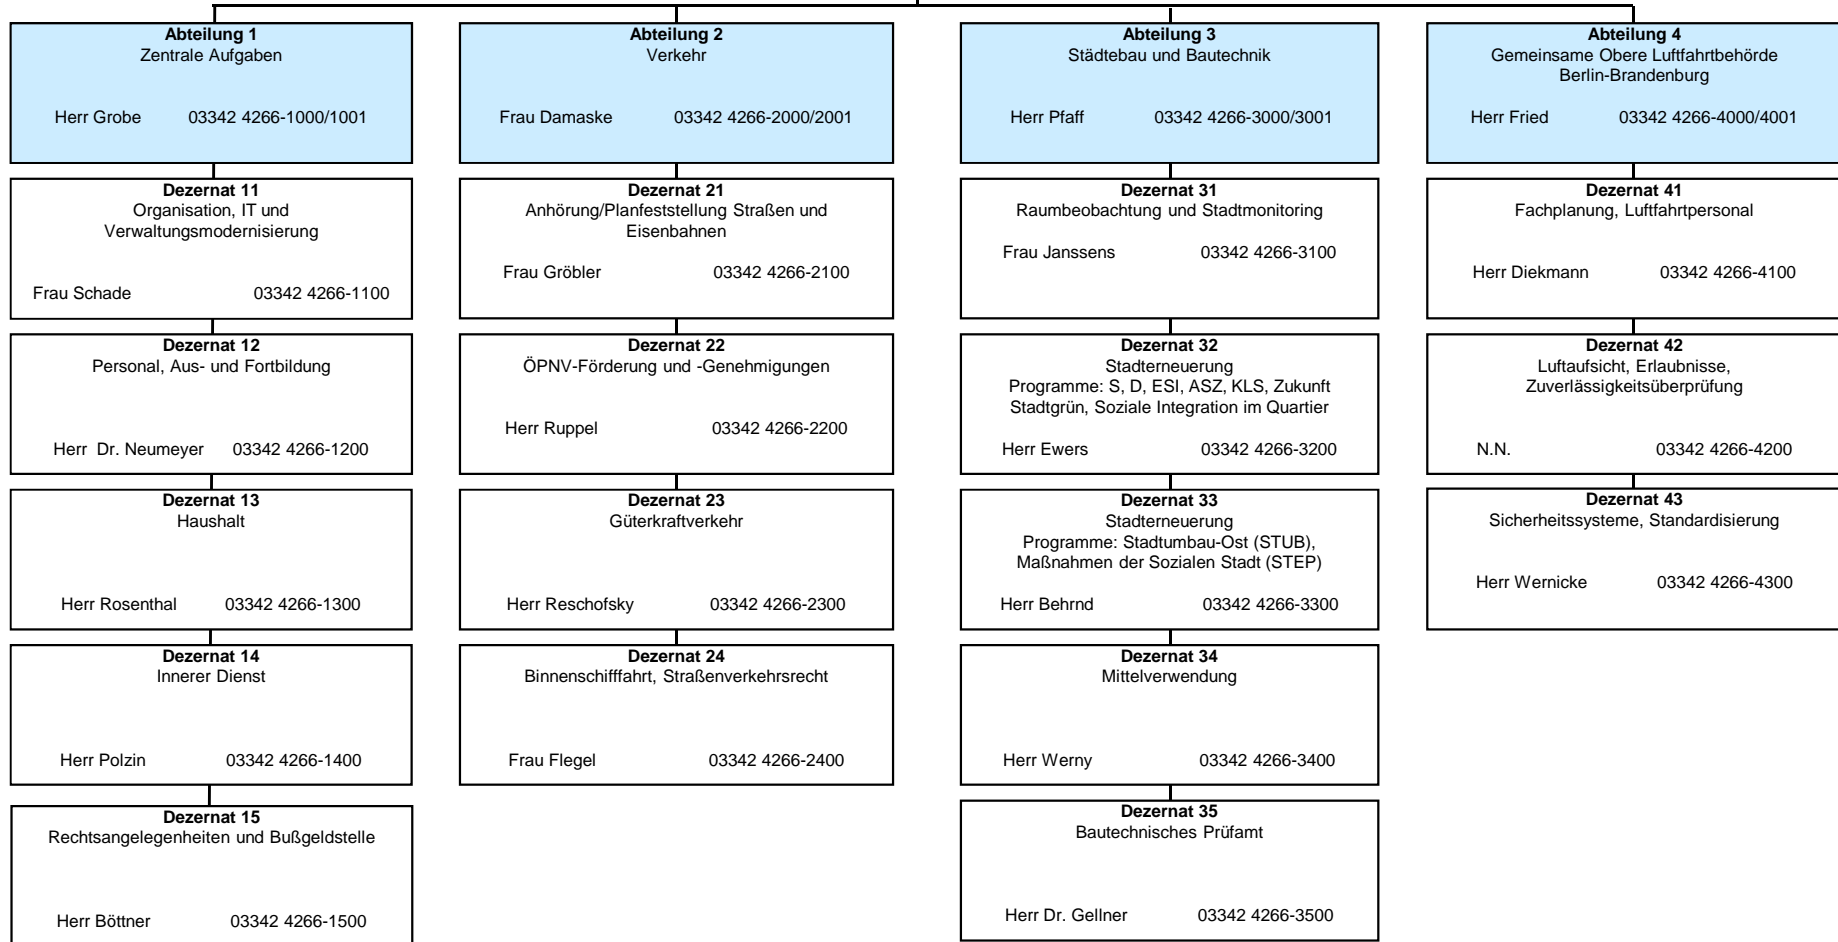 Abteilung 1
Zentrale Aufgaben
Herr Grobe 03342 4266-1000/1001
Dezernat 11
Organisation, IT und
Verwaltungsmodernisierung
Frau Schade 03342 4266-1100
Dezernat 12
Personal, Aus- und Fortbildung
Herr Dr. Neumeyer 03342 4266-1200
Dezernat 13
Haushalt
Herr Rosenthal 03342 4266-1300
Dezernat 14
Innerer Dienst
Herr Polzin 03342 4266-1400
Dezernat 15
Rechtsangelegenheiten und Bußgeldstelle
Herr Böttner 03342 4266-1500
Abteilung 2
Verkehr
Frau Damaske 03342 4266-2000/2001
Dezernat 21
Anhörung/Planfeststellung Straßen und
Eisenbahnen
Frau Gröbler 03342 4266-2100
Dezernat 22
ÖPNV-Förderung und -Genehmigungen
Herr Ruppel 03342 4266-2200
Dezernat 23
Güterkraftverkehr
Herr Reschofsky 03342 4266-2300
Dezernat 24
Binnenschifffahrt, Straßenverkehrsrecht
Frau Flegel 03342 4266-2400
Abteilung 3
Städtebau und Bautechnik
Herr Pfaff 03342 4266-3000/3001
Dezernat 31
Raumbeobachtung und Stadtmonitoring
Frau Janssens 03342 4266-3100
Dezernat 32
Stadterneuerung
Programme: S, D, ESI, ASZ, KLS, Zukunft
Stadtgrün, Soziale Integration im Quartier
Herr Ewers 03342 4266-3200
Dezernat 33
Stadterneuerung
Programme: Stadtumbau-Ost (STUB),
Maßnahmen der Sozialen Stadt (STEP)
Herr Behrnd 03342 4266-3300
Dezernat 34
Mittelverwendung
Herr Werny 03342 4266-3400
Dezernat 35
Bautechnisches Prüfamt
Herr Dr. Gellner 03342 4266-3500
Abteilung 4
Gemeinsame Obere Luftfahrtbehörde
Berlin-Brandenburg
Herr Fried 03342 4266-4000/4001
Dezernat 41
Fachplanung, Luftfahrtpersonal
Herr Diekmann 03342 4266-4100
Dezernat 42
Luftaufsicht, Erlaubnisse,
Zuverlässigkeitsüberprüfung
N.N. 03342 4266-4200
Dezernat 43
Sicherheitssysteme, Standardisierung
Herr Wernicke 03342 4266-4300